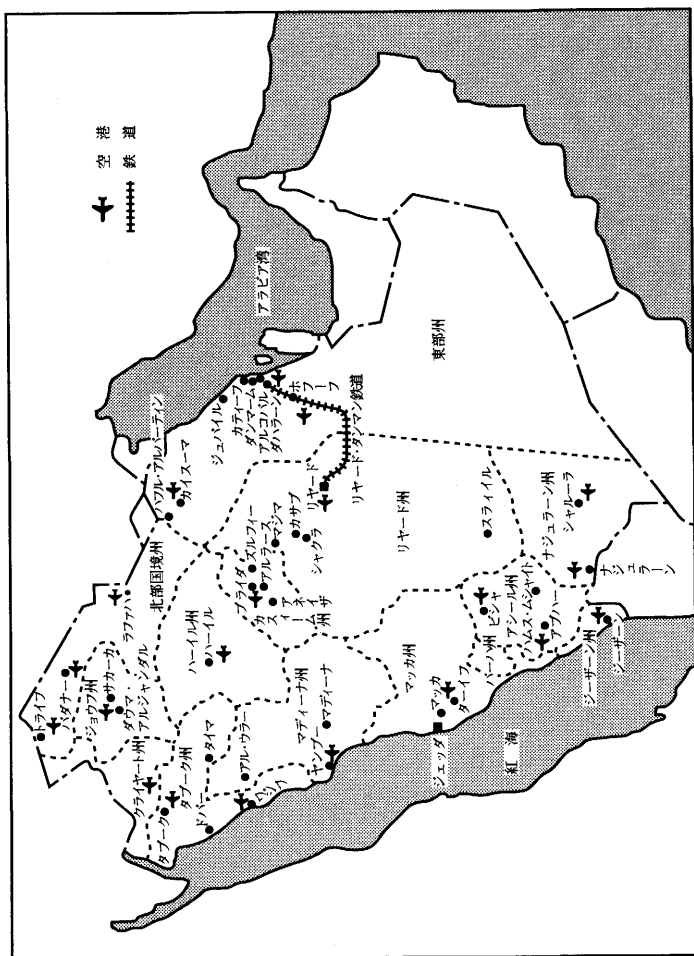 空港
鉄道
アラビア湾
紅海
トライフ
バダナー
ラファハ
北部国境州
ハフル・アルバーティン
カイスーマ
ジョウフ州
サカーカ
ダウマ・
アルジャンダル
クライヤート州
タブーク
タブーク州
タイマ
ドバー
アル・ウラー
ハーイル州
ハーイル
ブライダ
ズルフィー
アルラース
アネイザ
カスィーム州
マジマ
カサブ
シャクラ
ジュバイル
カティーフ
ダンマーム
アルコバル
ダハラーン
ホフーフ
リヤード
リヤード・ダンマン鉄道
東部州
リヤード州
マディーナ州
マディーナ
ヤンブー
マッカ州
マッカ
ジェッダ
ターイフ
スライイル
バーハ州
ビシャ
アシール州
ハムス・ムシャイト
アブハー
ナジュラーン州
シャルーラ
ナジュラーン
ジーザーン州
ジーザーン